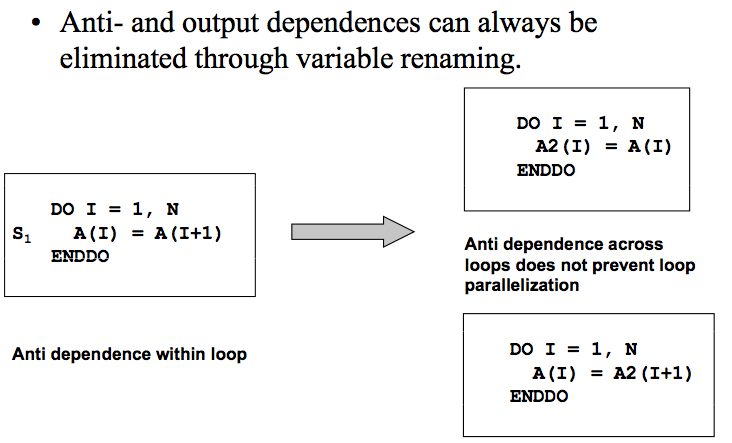 • Anti- and output dependences can always be
eliminated through variable renaming.
DO I = 1, N
S1 A(I) = A(I+1)
ENDDO
Anti dependence within loop
DO I = 1, N
A2(I) = A(I)
ENDDO
Anti dependence across
loops does not prevent loop
parallelization
DO I = 1, N
A(I) = A2(I+1)
ENDDO